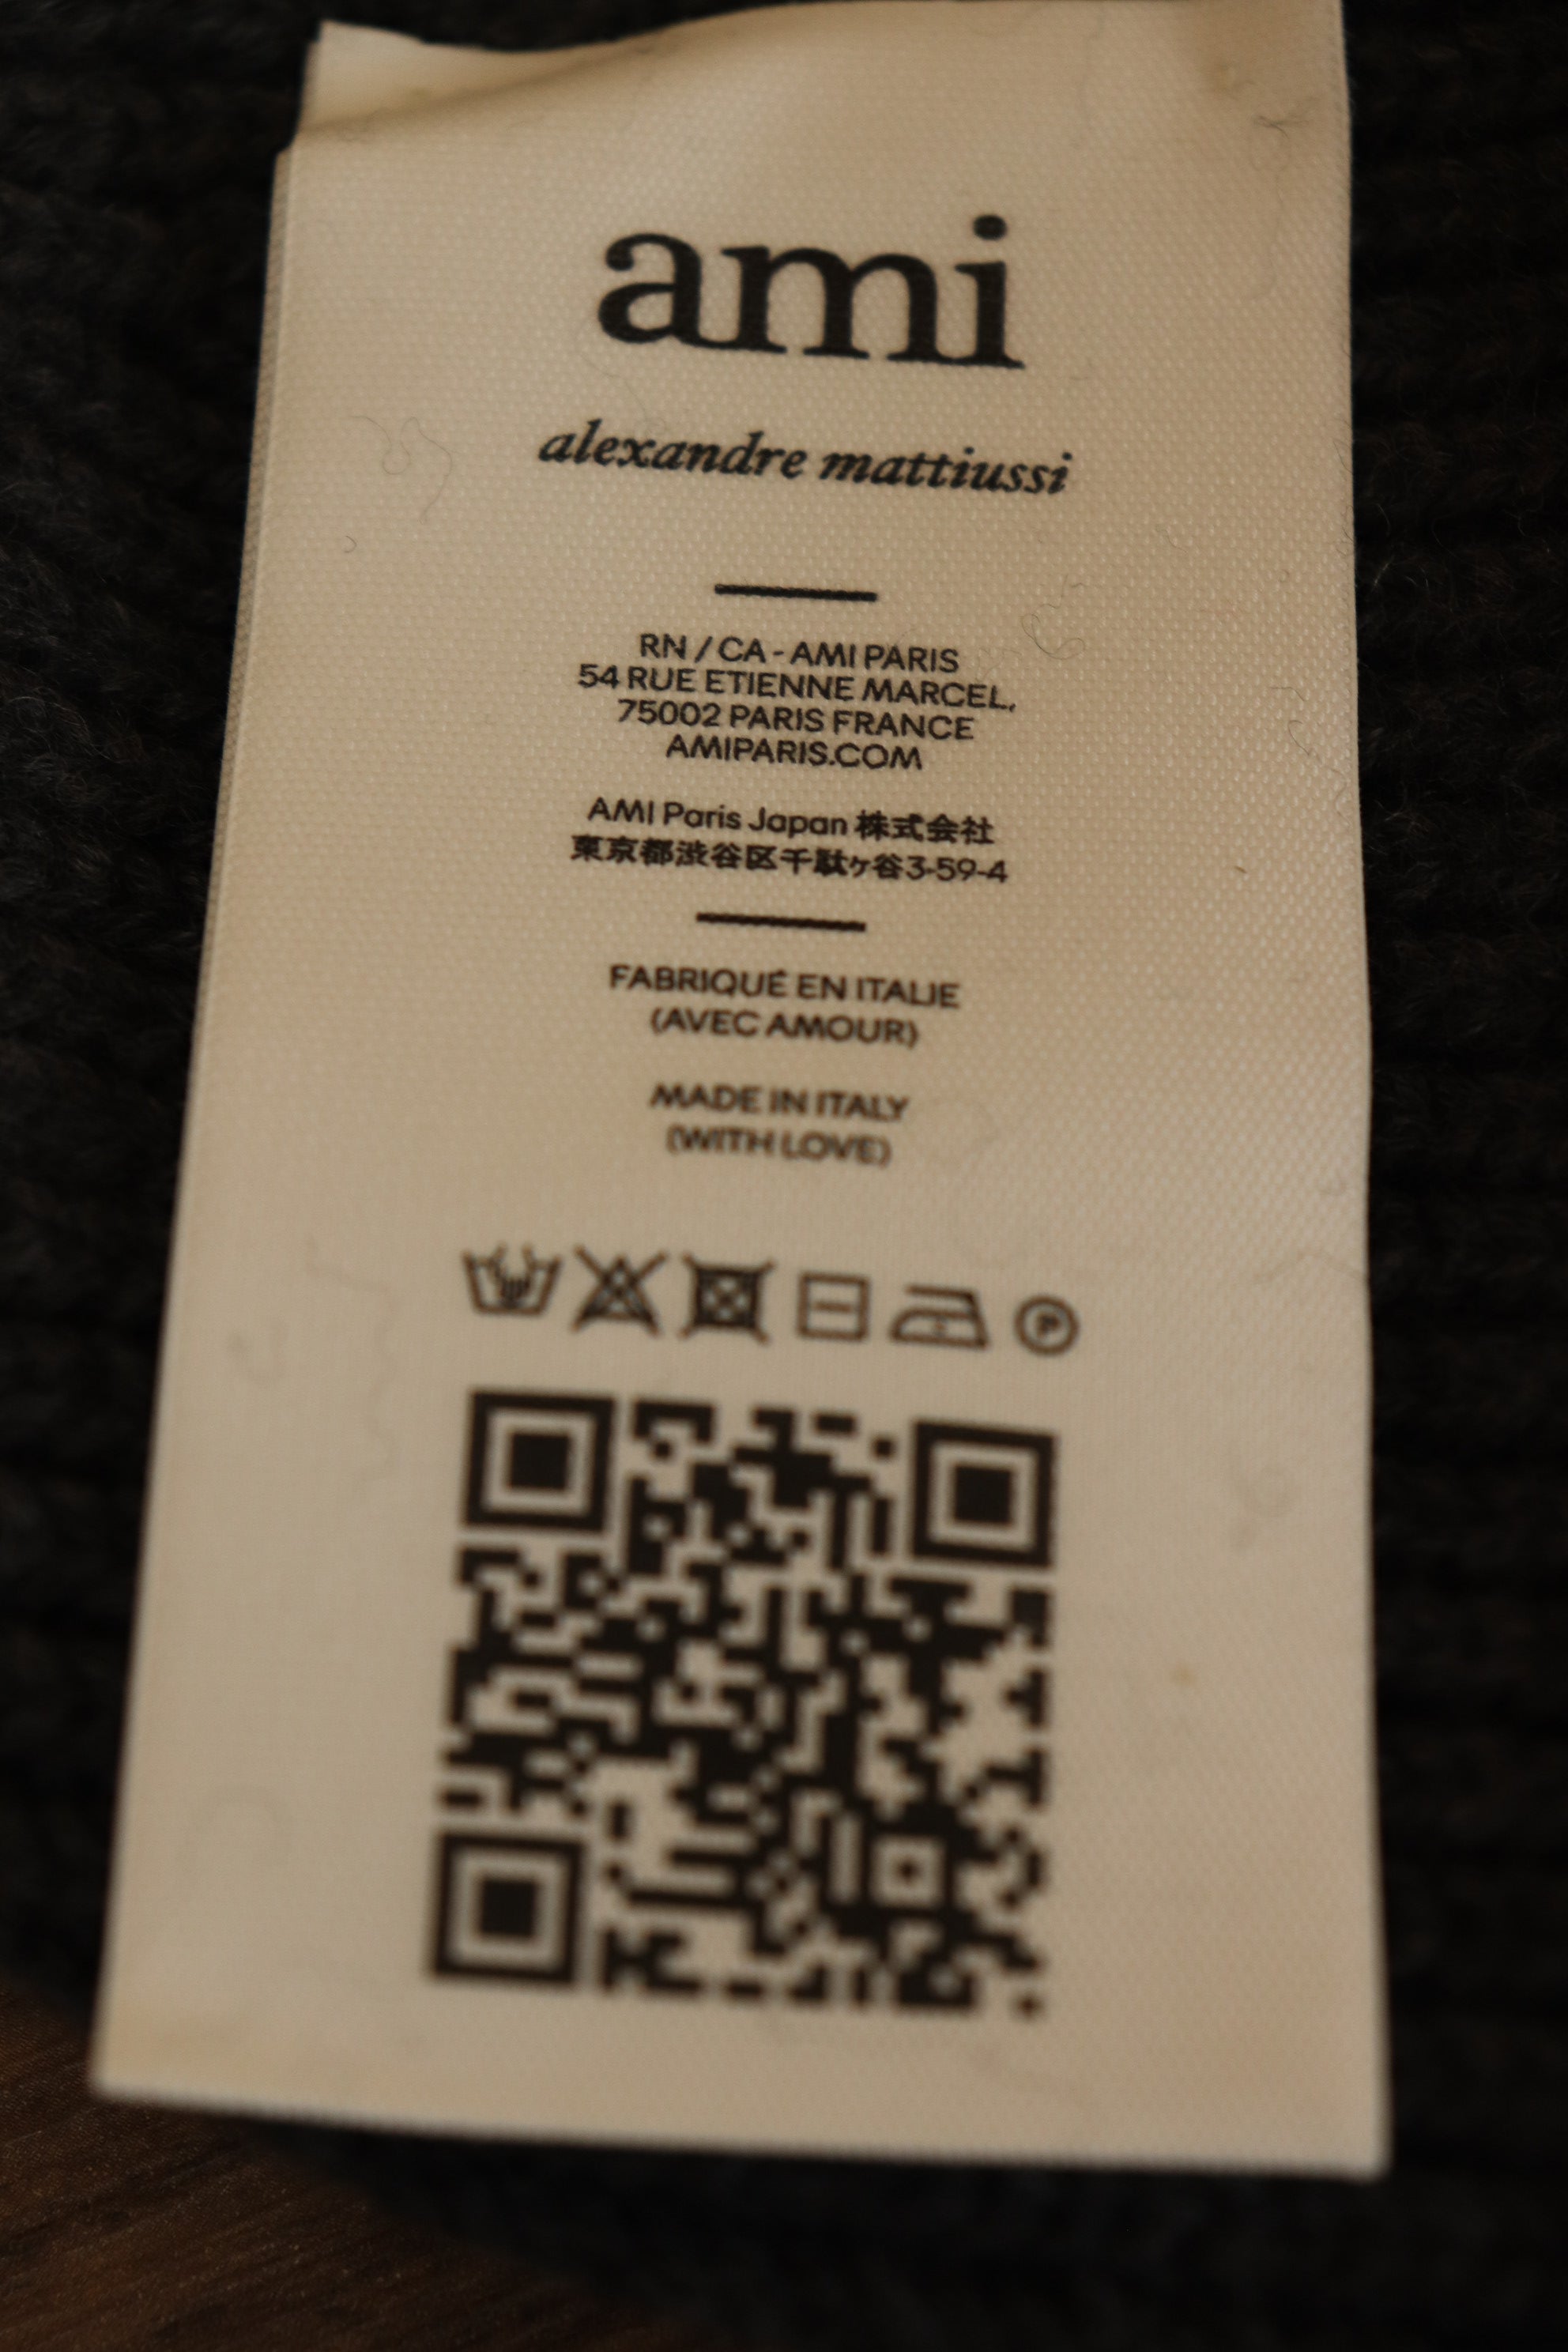 ami
alexandre mattiussi
RN / CA - AMI PARIS
54 RUE ETIENNE MARCEL,
75002 PARIS FRANCE
AMIPARIS.COM
AMI Paris Japan 株式会社
東京都渋谷区千駄ヶ谷3-59-4
FABRIQUÉ EN ITALIE
(AVEC AMOUR)
MADE IN ITALY
(WITH LOVE)
P